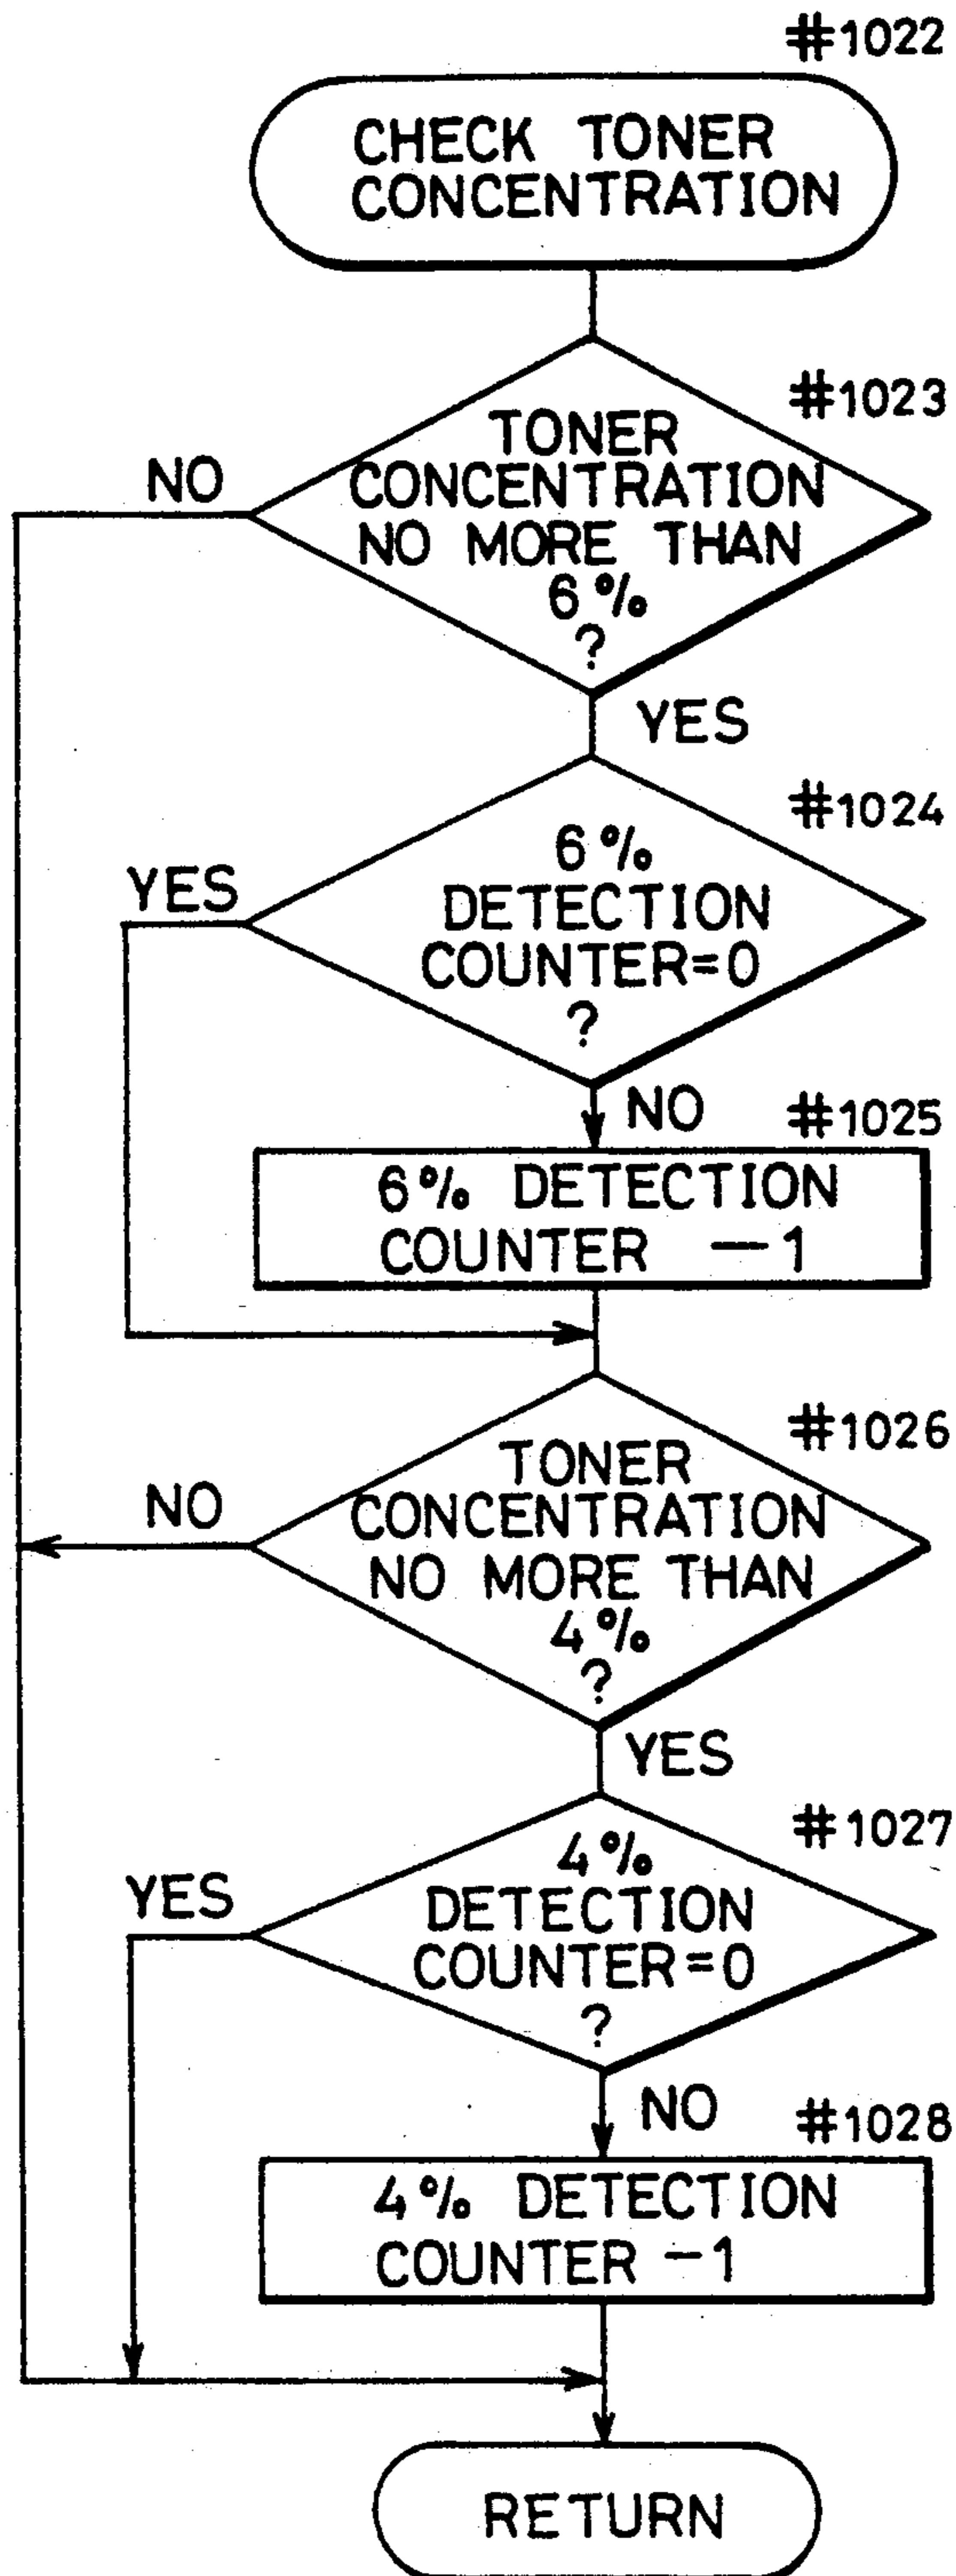 #1022
CHECK TONER
CONCENTRATION
#1023
TONER
CONCENTRATION
NO MORE THAN
6%
?
NO
YES
#1024
6%
DETECTION
COUNTER=0
?
YES
NO
#1025
6% DETECTION
COUNTER -1
#1026
TONER
CONCENTRATION
NO MORE THAN
4%
?
NO
YES
#1027
4%
DETECTION
COUNTER=0
?
YES
NO
#1028
4% DETECTION
COUNTER -1
RETURN